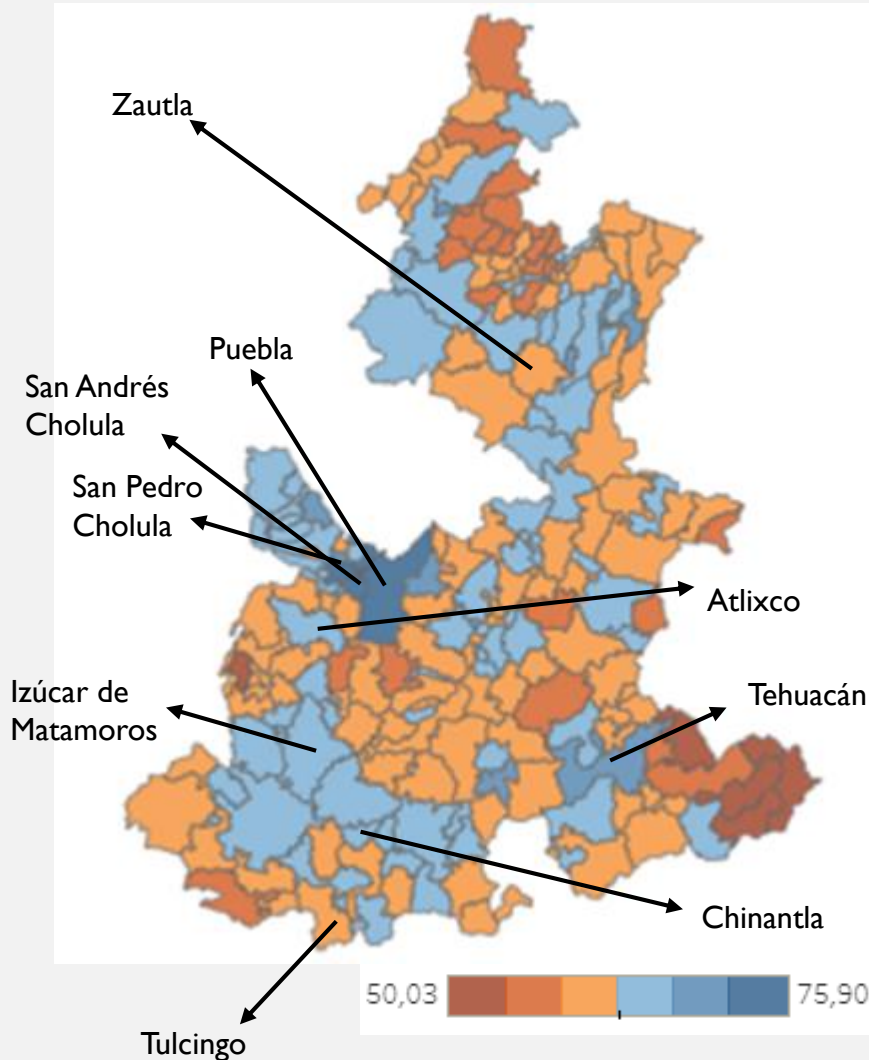 Zautla
Puebla
San Andrés
Cholula
San Pedro
Cholula
Atlixco
Izúcar de
Matamoros
Tehuacán
Chinantla
50,03
75,90
Tulcingo